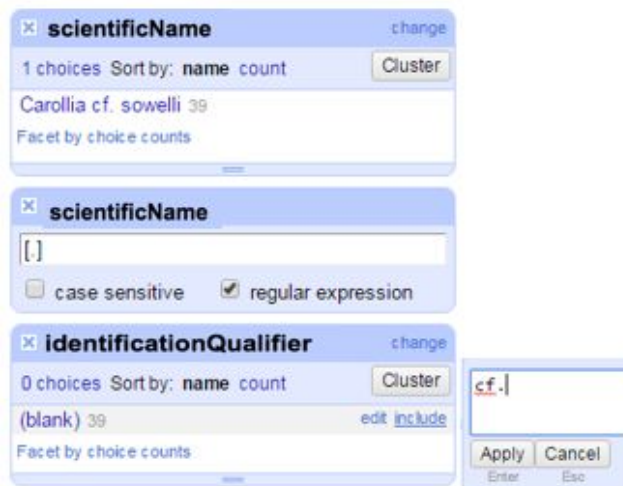 scientificName change
1 choices Sort by: name count Cluster
Carollia cf. sowelli 39
Facet by choice counts
scientificName
[.]
case sensitive regular expression
identificationQualifier change
0 choices Sort by: name count Cluster
(blank) 39 edit include
Facet by choice counts
cf.
Apply Cancel
Enter Esc